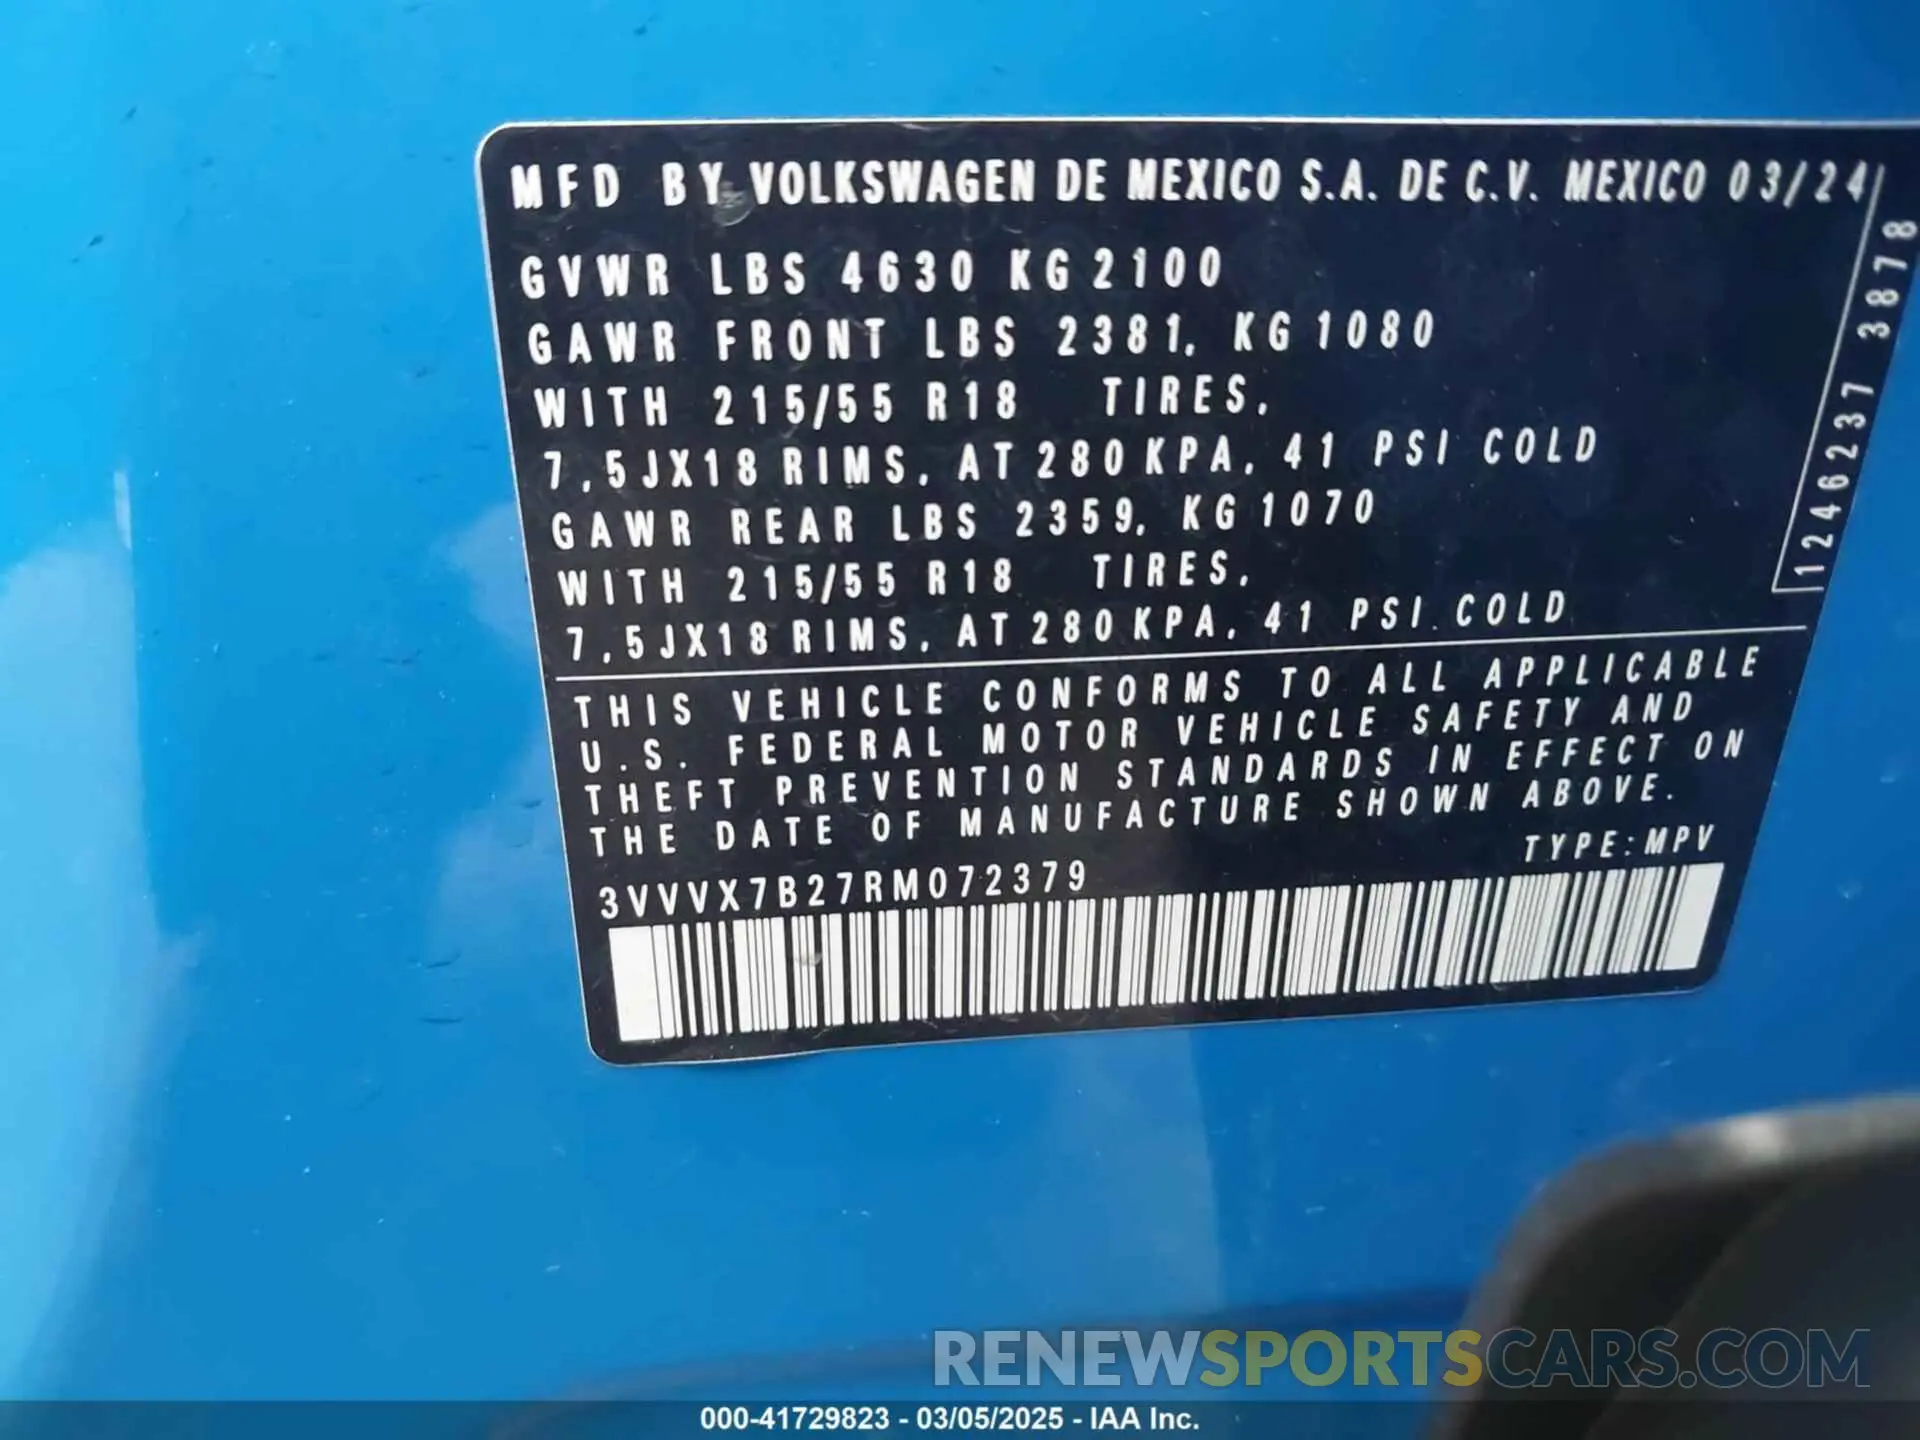 MFD BY VOLKSWAGEN DE MEXICO S.A. DE C.V. MEXICO 03/24
GVWR LBS 4630 KG 2100
GAWR FRONT LBS 2381, KG 1080
WITH 215/55 R18 TIRES,
7,5JX18 RIMS, AT 280 KPA, 41 PSI COLD
GAWR REAR LBS 2359, KG 1070
WITH 215/55 R18 TIRES,
7,5JX18 RIMS, AT 280 KPA, 41 PSI COLD
1246237 3878
THIS VEHICLE CONFORMS TO ALL APPLICABLE
U.S. FEDERAL MOTOR VEHICLE SAFETY AND
THEFT PREVENTION STANDARDS IN EFFECT ON
THE DATE OF MANUFACTURE SHOWN ABOVE.
TYPE: MPV
3VVVX7B27RM072379
RENEWSPORTSCARS.COM
000-41729823 - 03/05/2025 - IAA Inc.